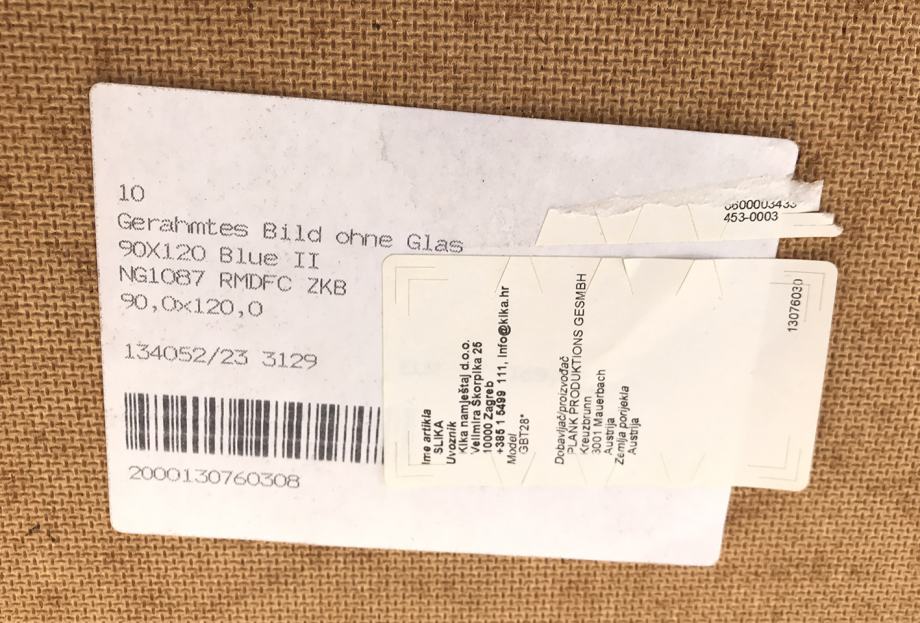 10
Gerahmtes Bild ohne Glas
90X120 Blue II
NG1087 RMDFC ZKB
90,0x120,0
134052/23 3129
2000130760308
453-0003
Ime artikla
SLIKA
Uvoznik
Kika namještaj d.o.o.
Velimira Škorpika 25
10000 Zagreb
+385 1 5499 111, info@kika.hr
Model
GBT28*
Dobavljač/proizvođač
PLANK PRODUKTIONS GESMBH
Kreuzbrunn
3001 Mauerbach
Austrija
Zemlja porijekla
Austrija
13076030